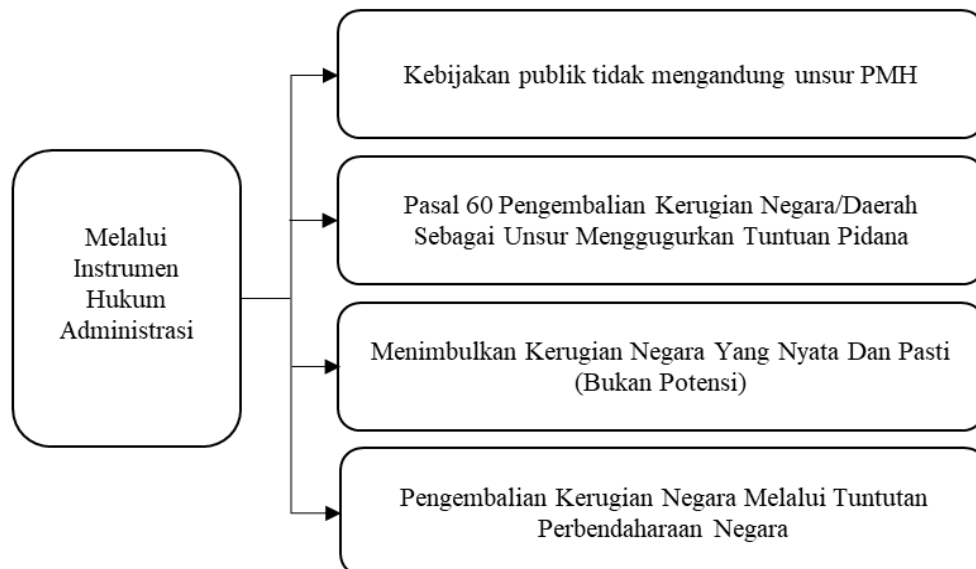 Melalui
Instrumen
Hukum
Administrasi
Kebijakan publik tidak mengandung unsur PMH
Pasal 60 Pengembalian Kerugian Negara/Daerah
Sebagai Unsur Menggugurkan Tuntuan Pidana
Menimbulkan Kerugian Negara Yang Nyata Dan Pasti
(Bukan Potensi)
Pengembalian Kerugian Negara Melalui Tuntutan
Perbendaharaan Negara